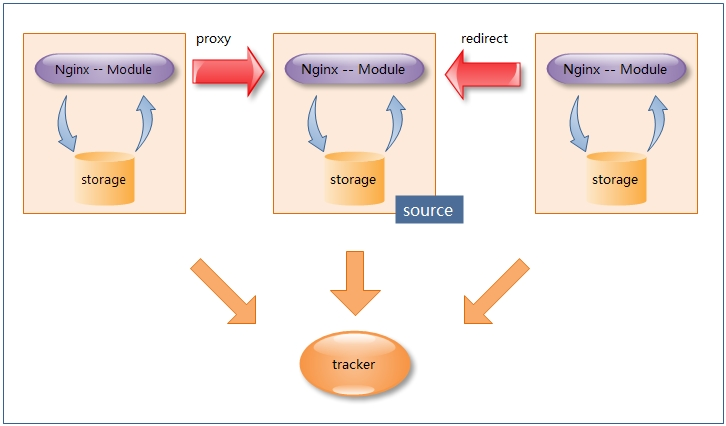 proxy
redirect
Nginx -- Module
Nginx -- Module
Nginx -- Module
storage
storage
storage
source
tracker